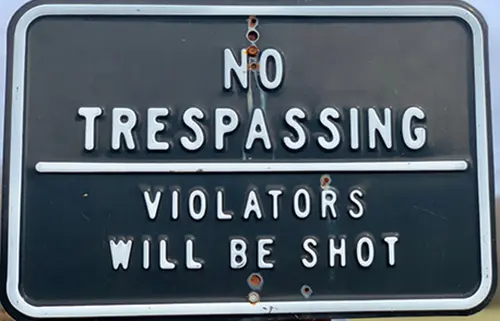 NO
TRESPASSING
VIOLATORS
WILL BE SHOT